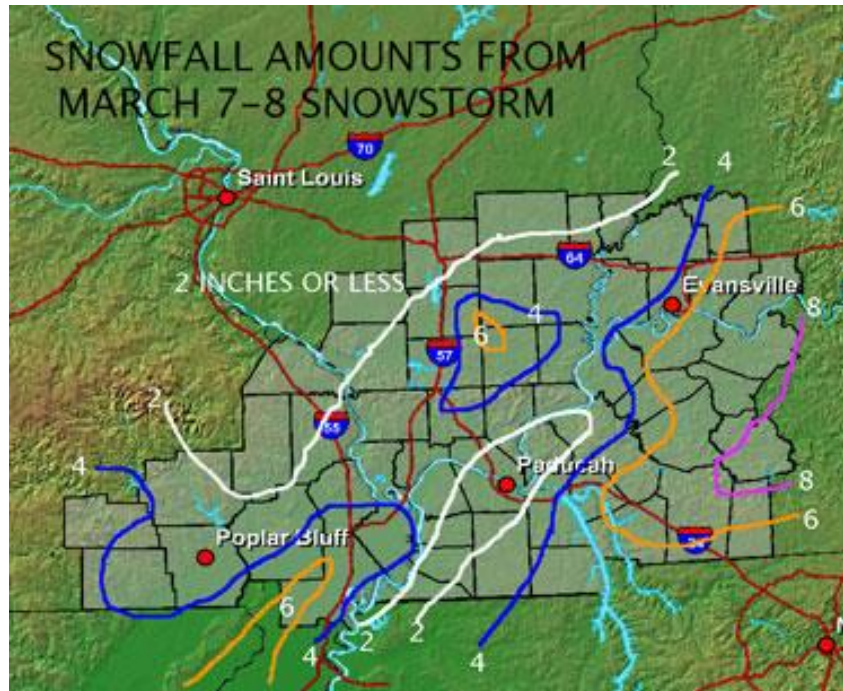 SNOWFALL AMOUNTS FROM
MARCH 7-8 SNOWSTORM
70
2
4
Saint Louis
6
64
2 INCHES OR LESS
Evansville
4
8
6
57
2
55
4
Paducah
8
6
Poplar Bluff
24
6
2
2
4
4